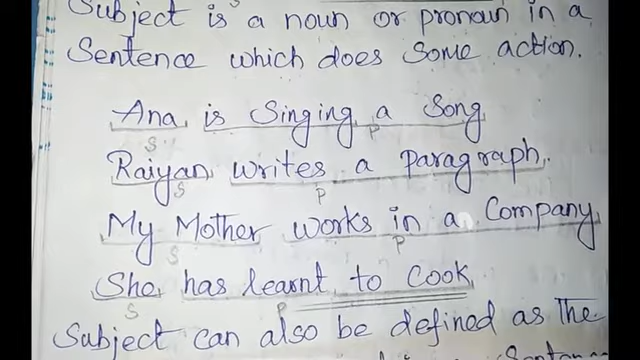 Subject is a noun or pronoun in a
Sentence which does some action.
Ana is Singing a Song
S P
Raiyan writes a paragraph.
S P
My Mother works in a Company
S P
She has learnt to Cook
S P
Subject can also be defined as the
Sentence